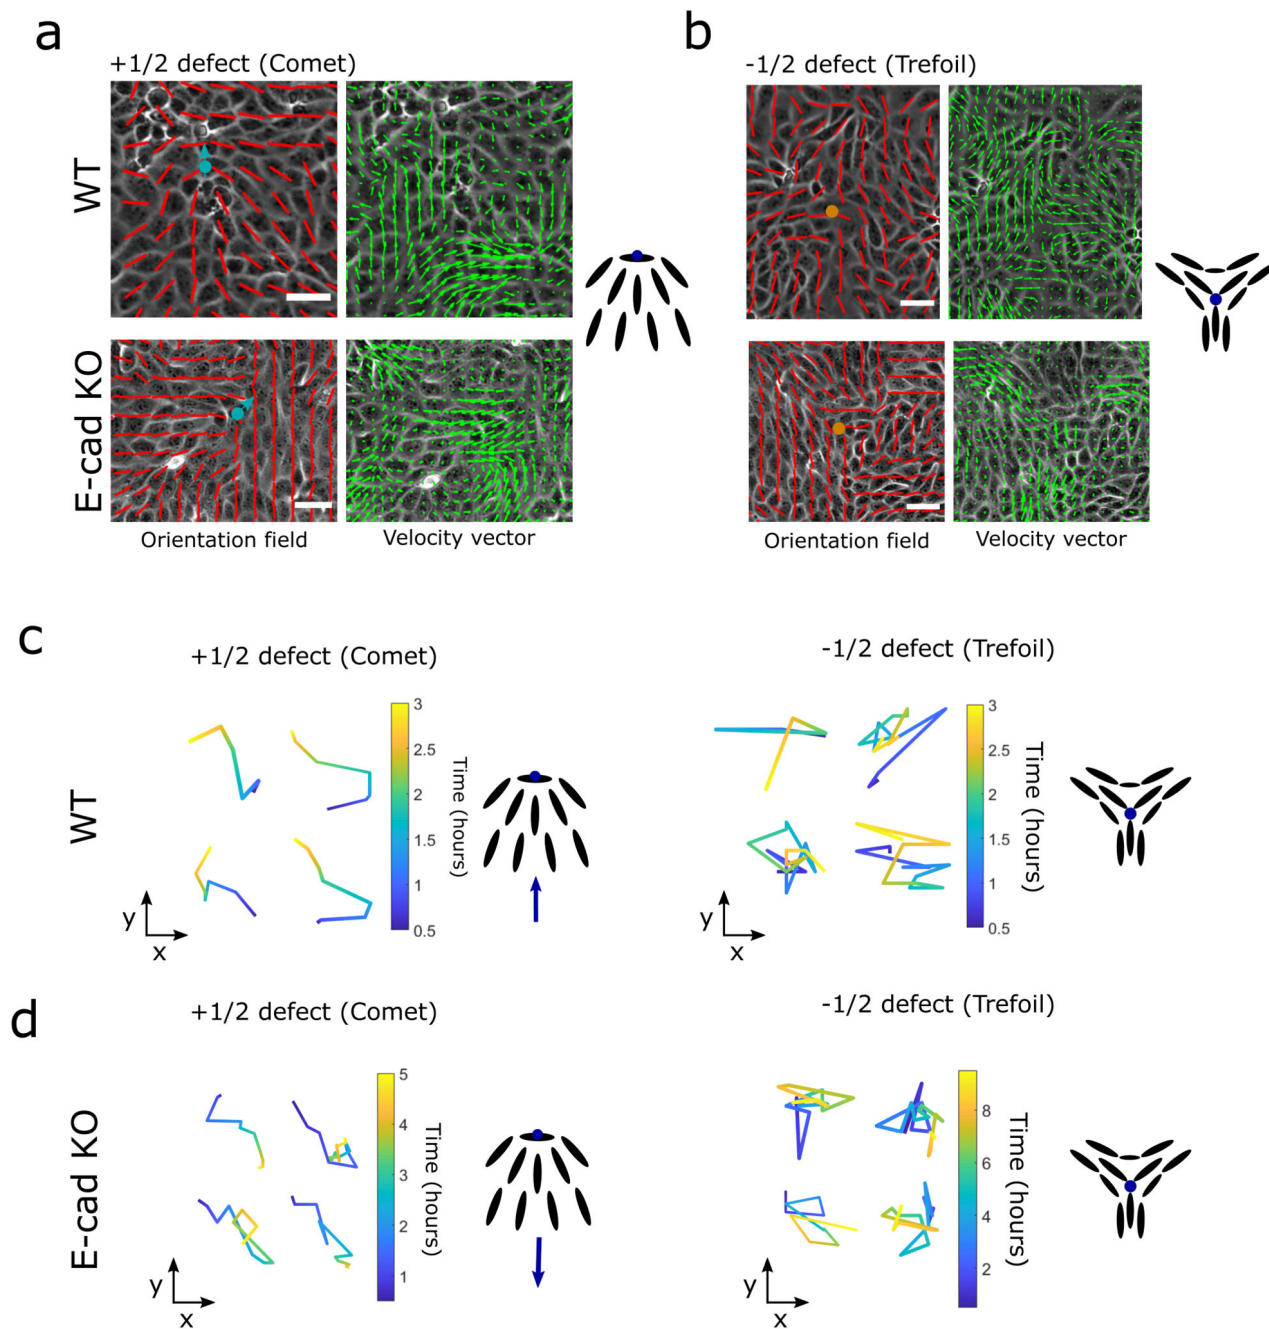 a
+1/2 defect (Comet)
WT
E-cad KO
Orientation field
Velocity vector
b
-1/2 defect (Trefoil)
Orientation field
Velocity vector
c
+1/2 defect (Comet)
WT
y
x
3
2.5
2
1.5
1
0.5
Time (hours)
-1/2 defect (Trefoil)
y
x
3
2.5
2
1.5
1
0.5
Time (hours)
d
+1/2 defect (Comet)
E-cad KO
y
x
5
4
3
2
1
Time (hours)
-1/2 defect (Trefoil)
y
x
8
6
4
2
Time (hours)